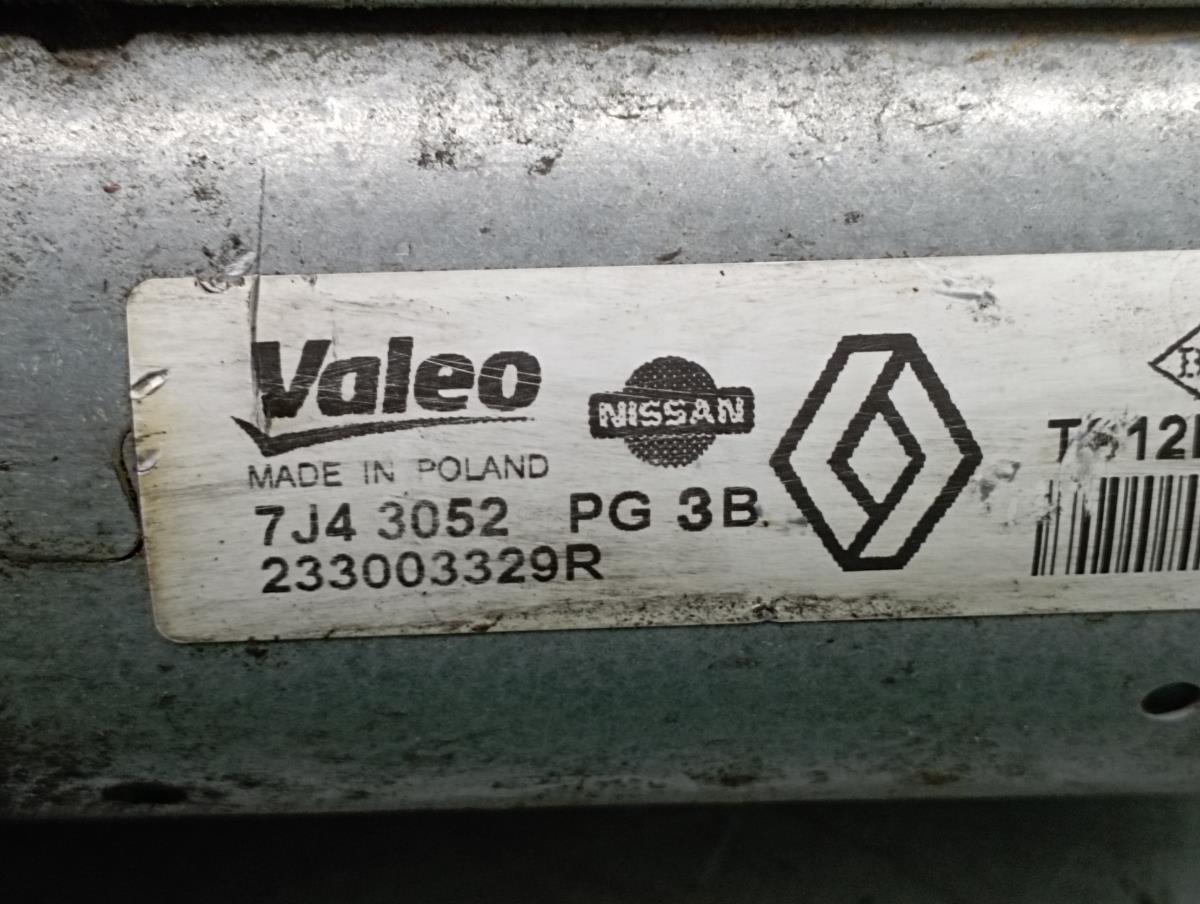 Valeo
NISSAN
MADE IN POLAND
7J4 3052 PG 3B
233003329R